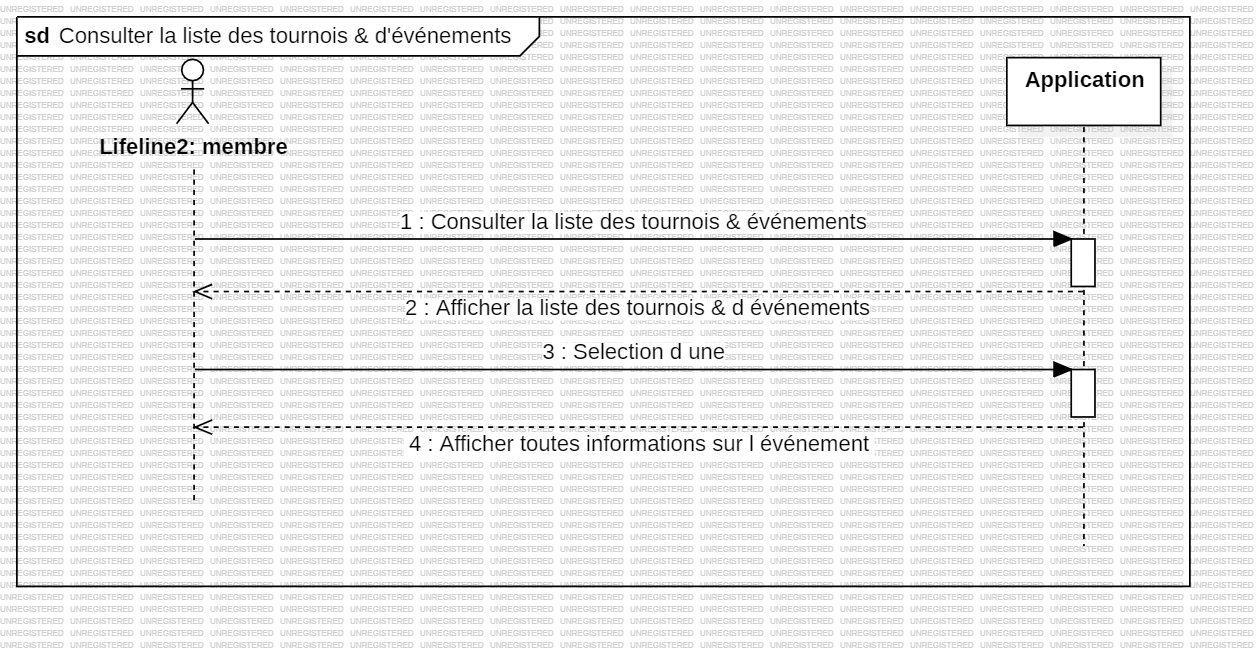 sd Consulter la liste des tournois & d'événements
Application
Lifeline2: membre
1 : Consulter la liste des tournois & événements
2 : Afficher la liste des tournois & d événements
3 : Selection d une
4 : Afficher toutes informations sur l événement
UNREGISTERED